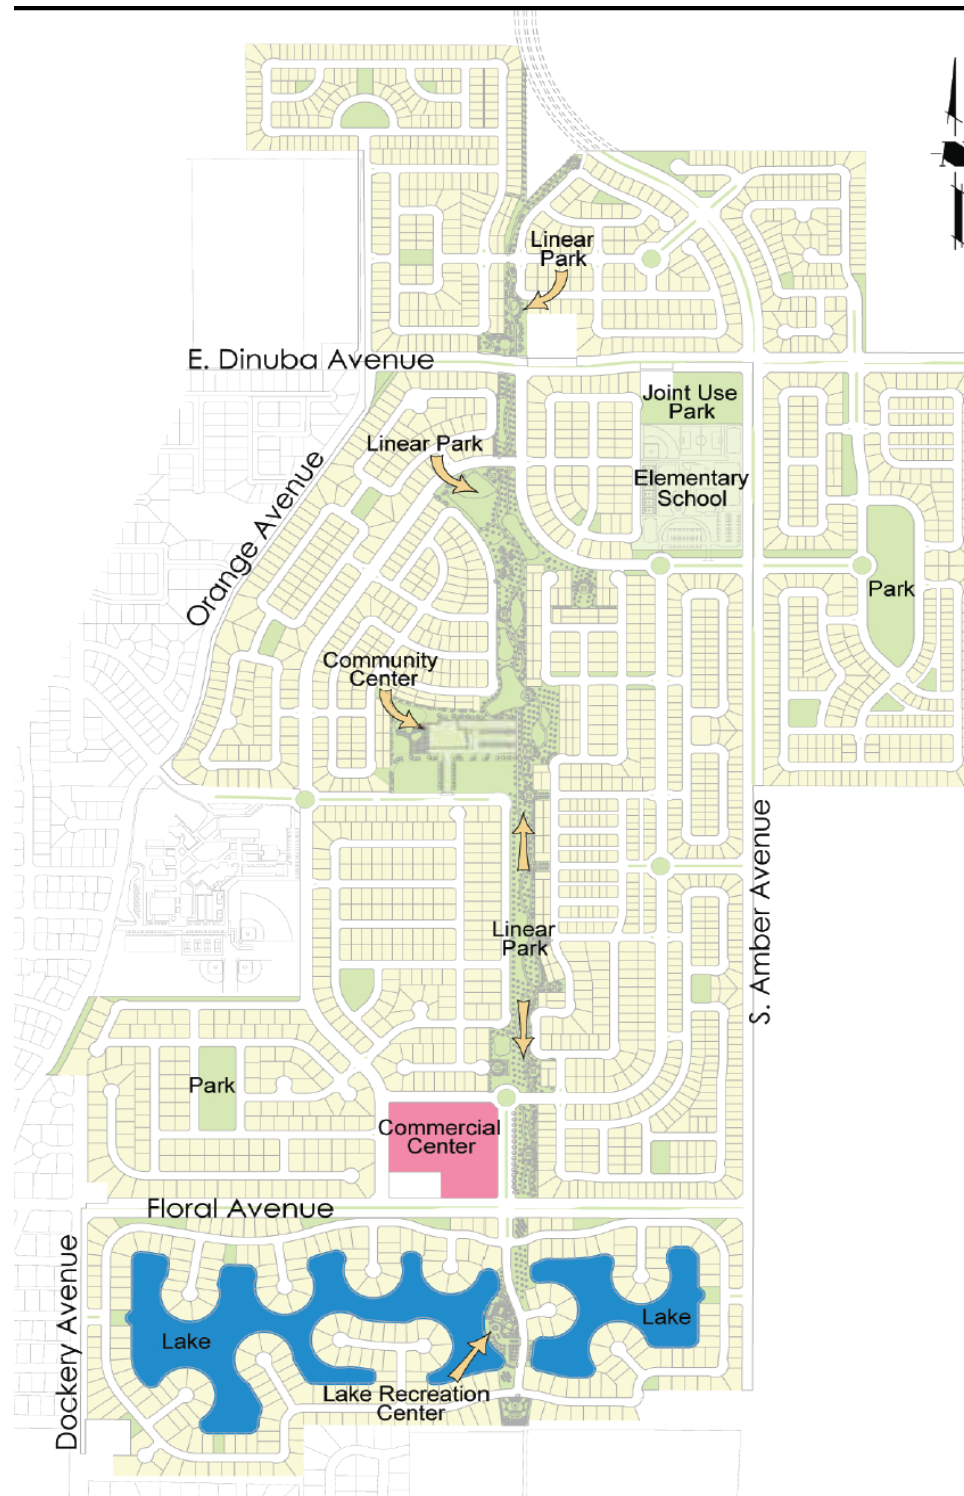 Linear
Park
E. Dinuba Avenue
Joint Use
Park
Linear Park
Elementary
School
Orange Avenue
Park
Community
Center
S. Amber Avenue
Linear
Park
Park
Commercial
Center
Floral Avenue
Dockery Avenue
Lake
Lake
Lake Recreation
Center